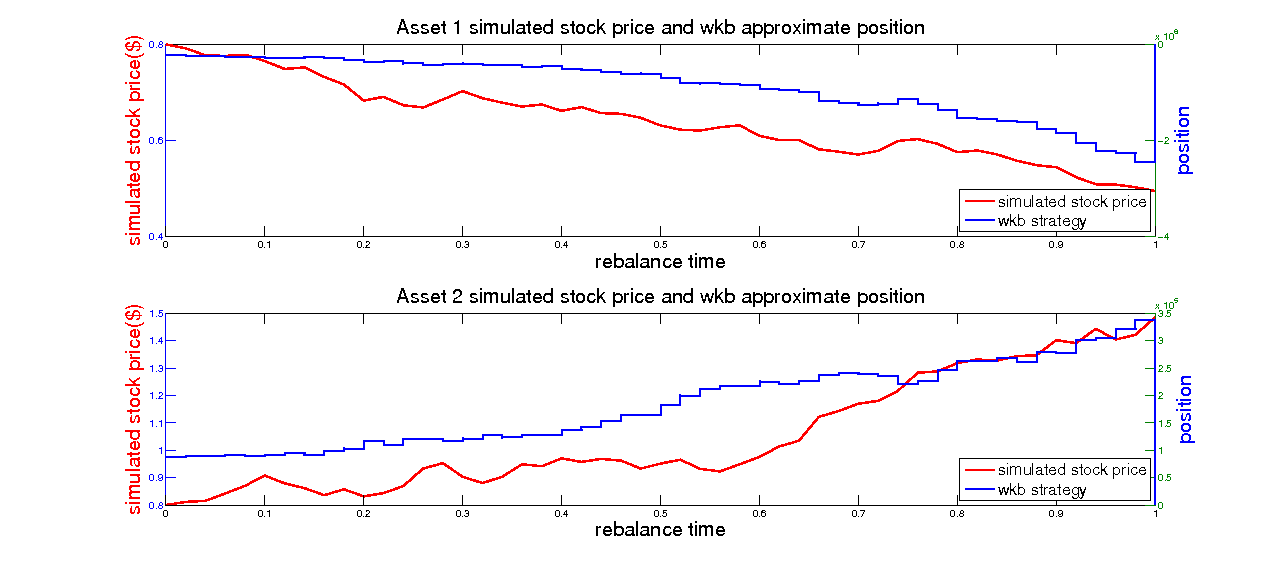 Asset 1 simulated stock price and wkb approximate position
simulated stock price($)
0.8
0.6
0.4
0
-2
-4
position
simulated stock price
wkb strategy
0 0.1 0.2 0.3 0.4 0.5 0.6 0.7 0.8 0.9 1
rebalance time
Asset 2 simulated stock price and wkb approximate position
simulated stock price($)
1.5
1.4
1.3
1.2
1.1
1
0.9
0.8
3.5
3
2.5
2
1.5
1
0.5
0
position
simulated stock price
wkb strategy
0 0.1 0.2 0.3 0.4 0.5 0.6 0.7 0.8 0.9 1
rebalance time